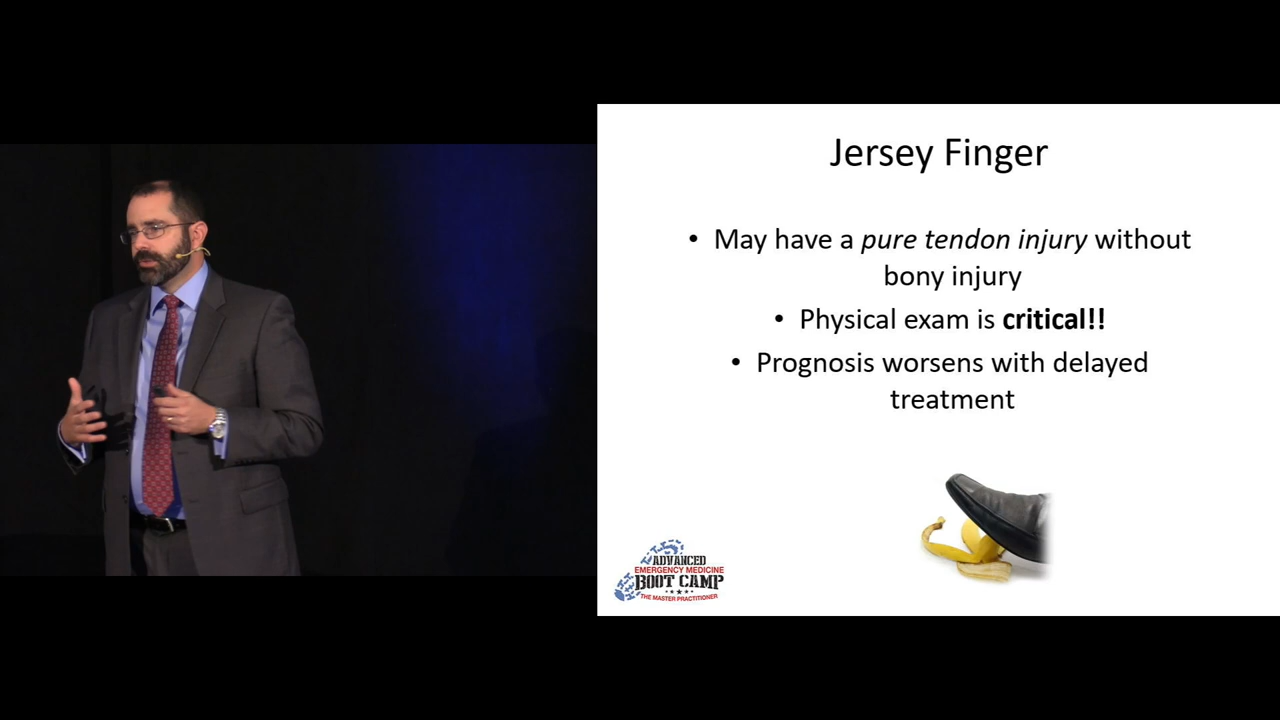 Jersey Finger
• May have a pure tendon injury without
bony injury
• Physical exam is critical!!
• Prognosis worsens with delayed
treatment
ADVANCED
EMERGENCY MEDICINE
BOOT CAMP
THE MASTER PRACTITIONER